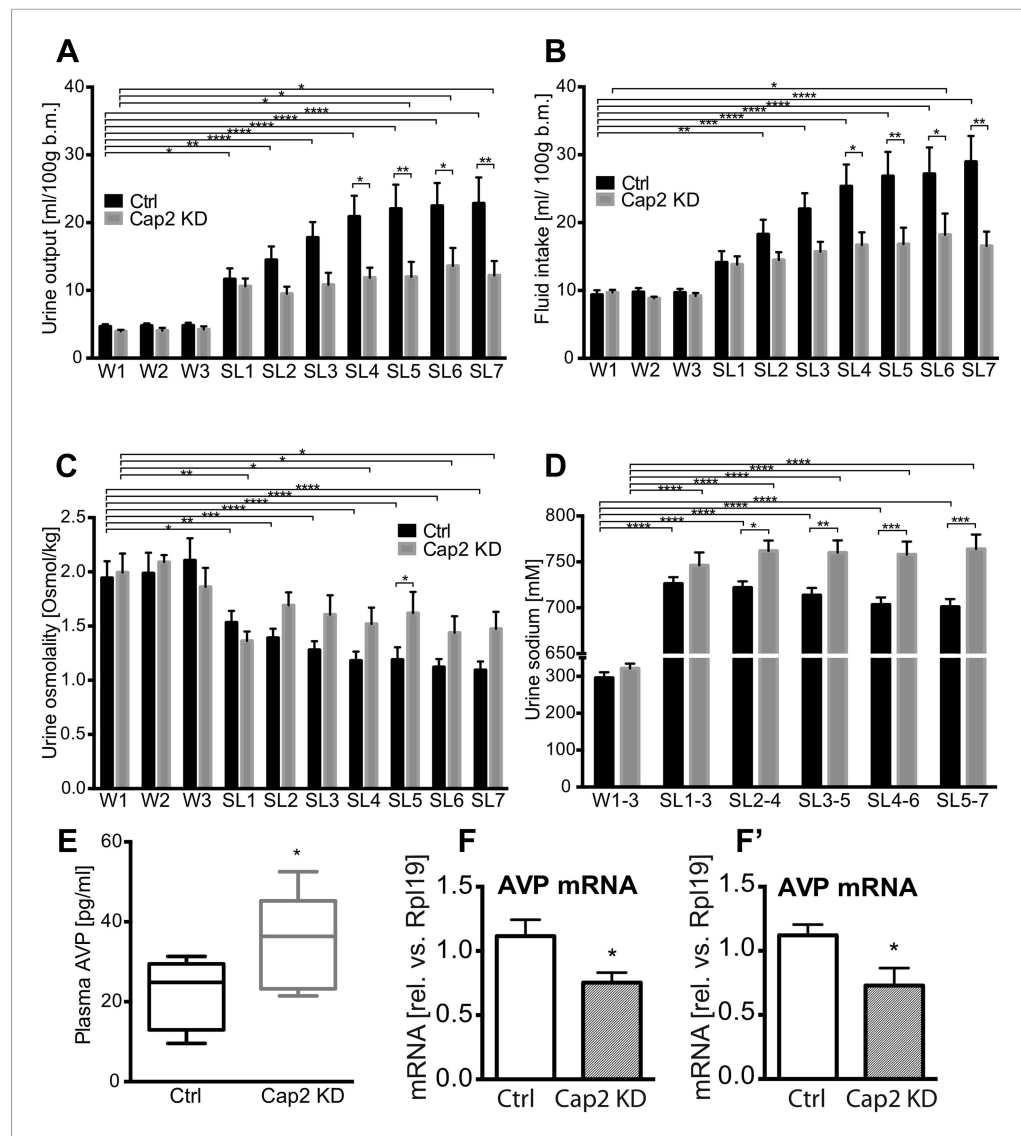 A
Urine output [ml/100g b.m.]
40
30
20
10
0
*
*
*
****
****
****
****
****
**
*
* ** * **
Ctrl
Cap2 KD
W1 W2 W3 SL1 SL2 SL3 SL4 SL5 SL6 SL7
B
Fluid intake [ml/ 100g b.m.]
40
30
20
10
0
*
****
****
****
****
***
**
* ** * **
Ctrl
Cap2 KD
W1 W2 W3 SL1 SL2 SL3 SL4 SL5 SL6 SL7
C
Urine osmolality [Osmol/kg]
2.5
2.0
1.5
1.0
0.5
0.0
*
*
*
**
****
****
****
****
***
**
*
*
Ctrl
Cap2 KD
W1 W2 W3 SL1 SL2 SL3 SL4 SL5 SL6 SL7
D
Urine sodium [mM]
800
750
700
650
300
200
100
0
****
****
****
****
****
****
****
****
****
****
* ** *** ***
W1-3 SL1-3 SL2-4 SL3-5 SL4-6 SL5-7
E
Plasma AVP [pg/ml]
60
40
20
0
*
Ctrl Cap2 KD
F
AVP mRNA
mRNA [rel. vs. Rpl19]
1.5
1.0
0.5
0.0
*
Ctrl Cap2 KD
F'
AVP mRNA
mRNA [rel. vs. Rpl19]
1.5
1.0
0.5
0.0
*
Ctrl Cap2 KD